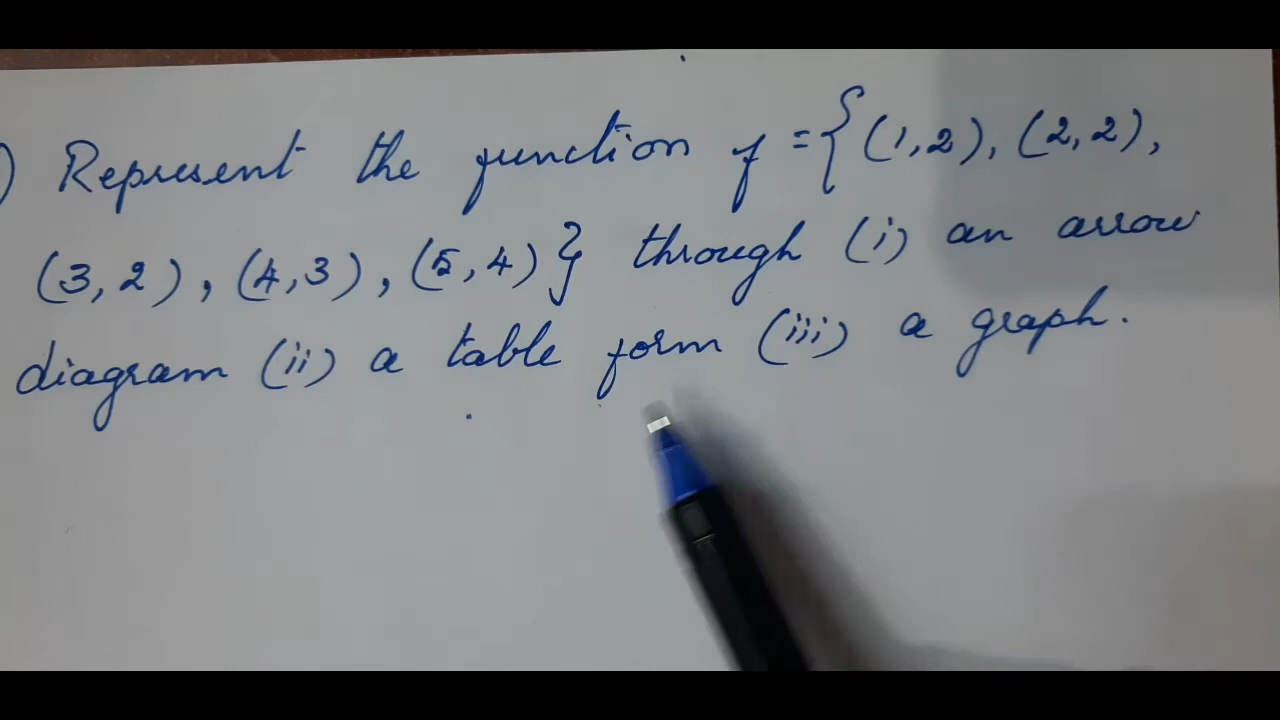 ) Represent the function f = {(1,2), (2,2),
(3,2), (4,3), (5,4)} through (i) an arrow
diagram (ii) a table form (iii) a graph.